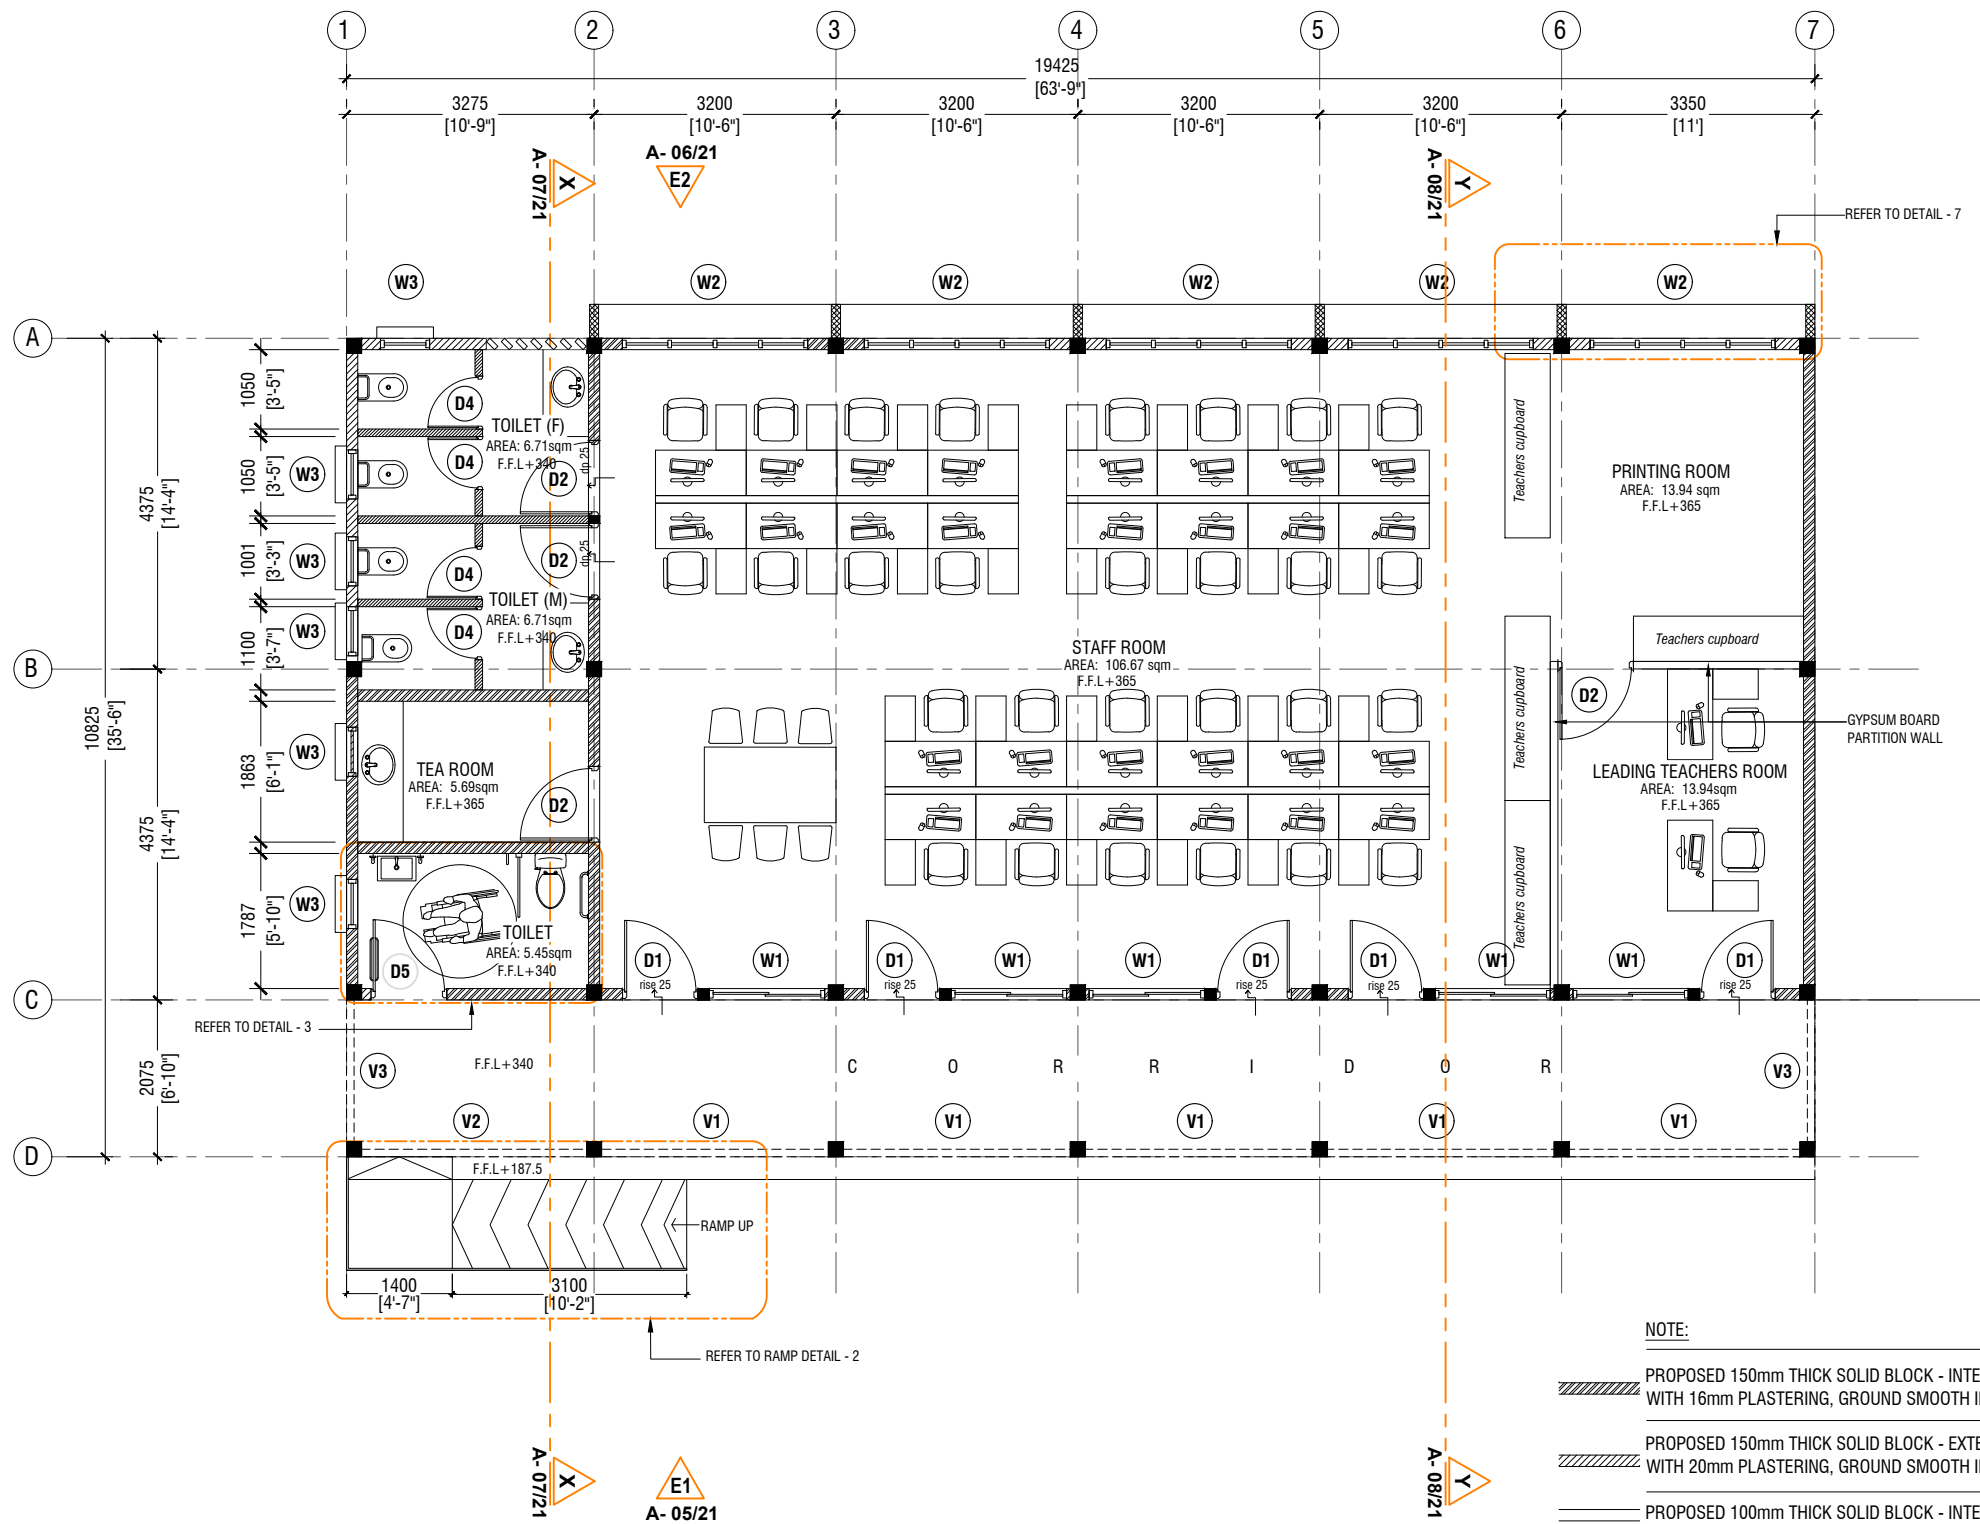 1 2 3 4 5 6 7
19425
[63'-9"]
3275 3200 3200 3200 3200 3350
[10'-9"] [10'-6"] [10'-6"] [10'-6"] [10'-6"] [11']
A- 06/21
E2
A- 07/21
X
A- 08/21
Y
REFER TO DETAIL - 7
W3 W2 W2 W2 W2 W2
A
B
C
D
10825
[35'-6"]
4375
[14'-4"]
4375
[14'-4"]
2075
[6'-10"]
1050
[3'-5"]
1050
[3'-5"]
1001
[3'-3"]
1100
[3'-7"]
1863
[6'-1"]
1787
[5'-10"]
W3
W3
W3
W3
W3
D4
TOILET (F)
AREA: 6.71sqm
F.F.L+340
D4
D2
dp 25
D2
dp 25
D4
TOILET (M)
AREA: 6.71sqm
F.F.L+340
D4
TEA ROOM
AREA: 5.69sqm
F.F.L+365
D2
TOILET
AREA: 5.45sqm
F.F.L+340
D5
STAFF ROOM
AREA: 106.67 sqm
F.F.L+365
Teachers cupboard
Teachers cupboard
Teachers cupboard
PRINTING ROOM
AREA: 13.94 sqm
F.F.L+365
Teachers cupboard
D2
GYPSUM BOARD
PARTITION WALL
LEADING TEACHERS ROOM
AREA: 13.94sqm
F.F.L+365
D1 W1 D1 W1 W1 D1 D1 W1 W1 D1
rise 25 rise 25 rise 25 rise 25 rise 25
REFER TO DETAIL - 3
V3 F.F.L+340 C O R R I D O R V3
V2 V1 V1 V1 V1 V1
F.F.L+187.5
RAMP UP
1400 3100
[4'-7"] [10'-2"]
REFER TO RAMP DETAIL - 2
A- 07/21
X
E1
A- 05/21
A- 08/21
Y
NOTE:
PROPOSED 150mm THICK SOLID BLOCK - INTE
WITH 16mm PLASTERING, GROUND SMOOTH I
PROPOSED 150mm THICK SOLID BLOCK - EXTE
WITH 20mm PLASTERING, GROUND SMOOTH I
PROPOSED 100mm THICK SOLID BLOCK - INTE